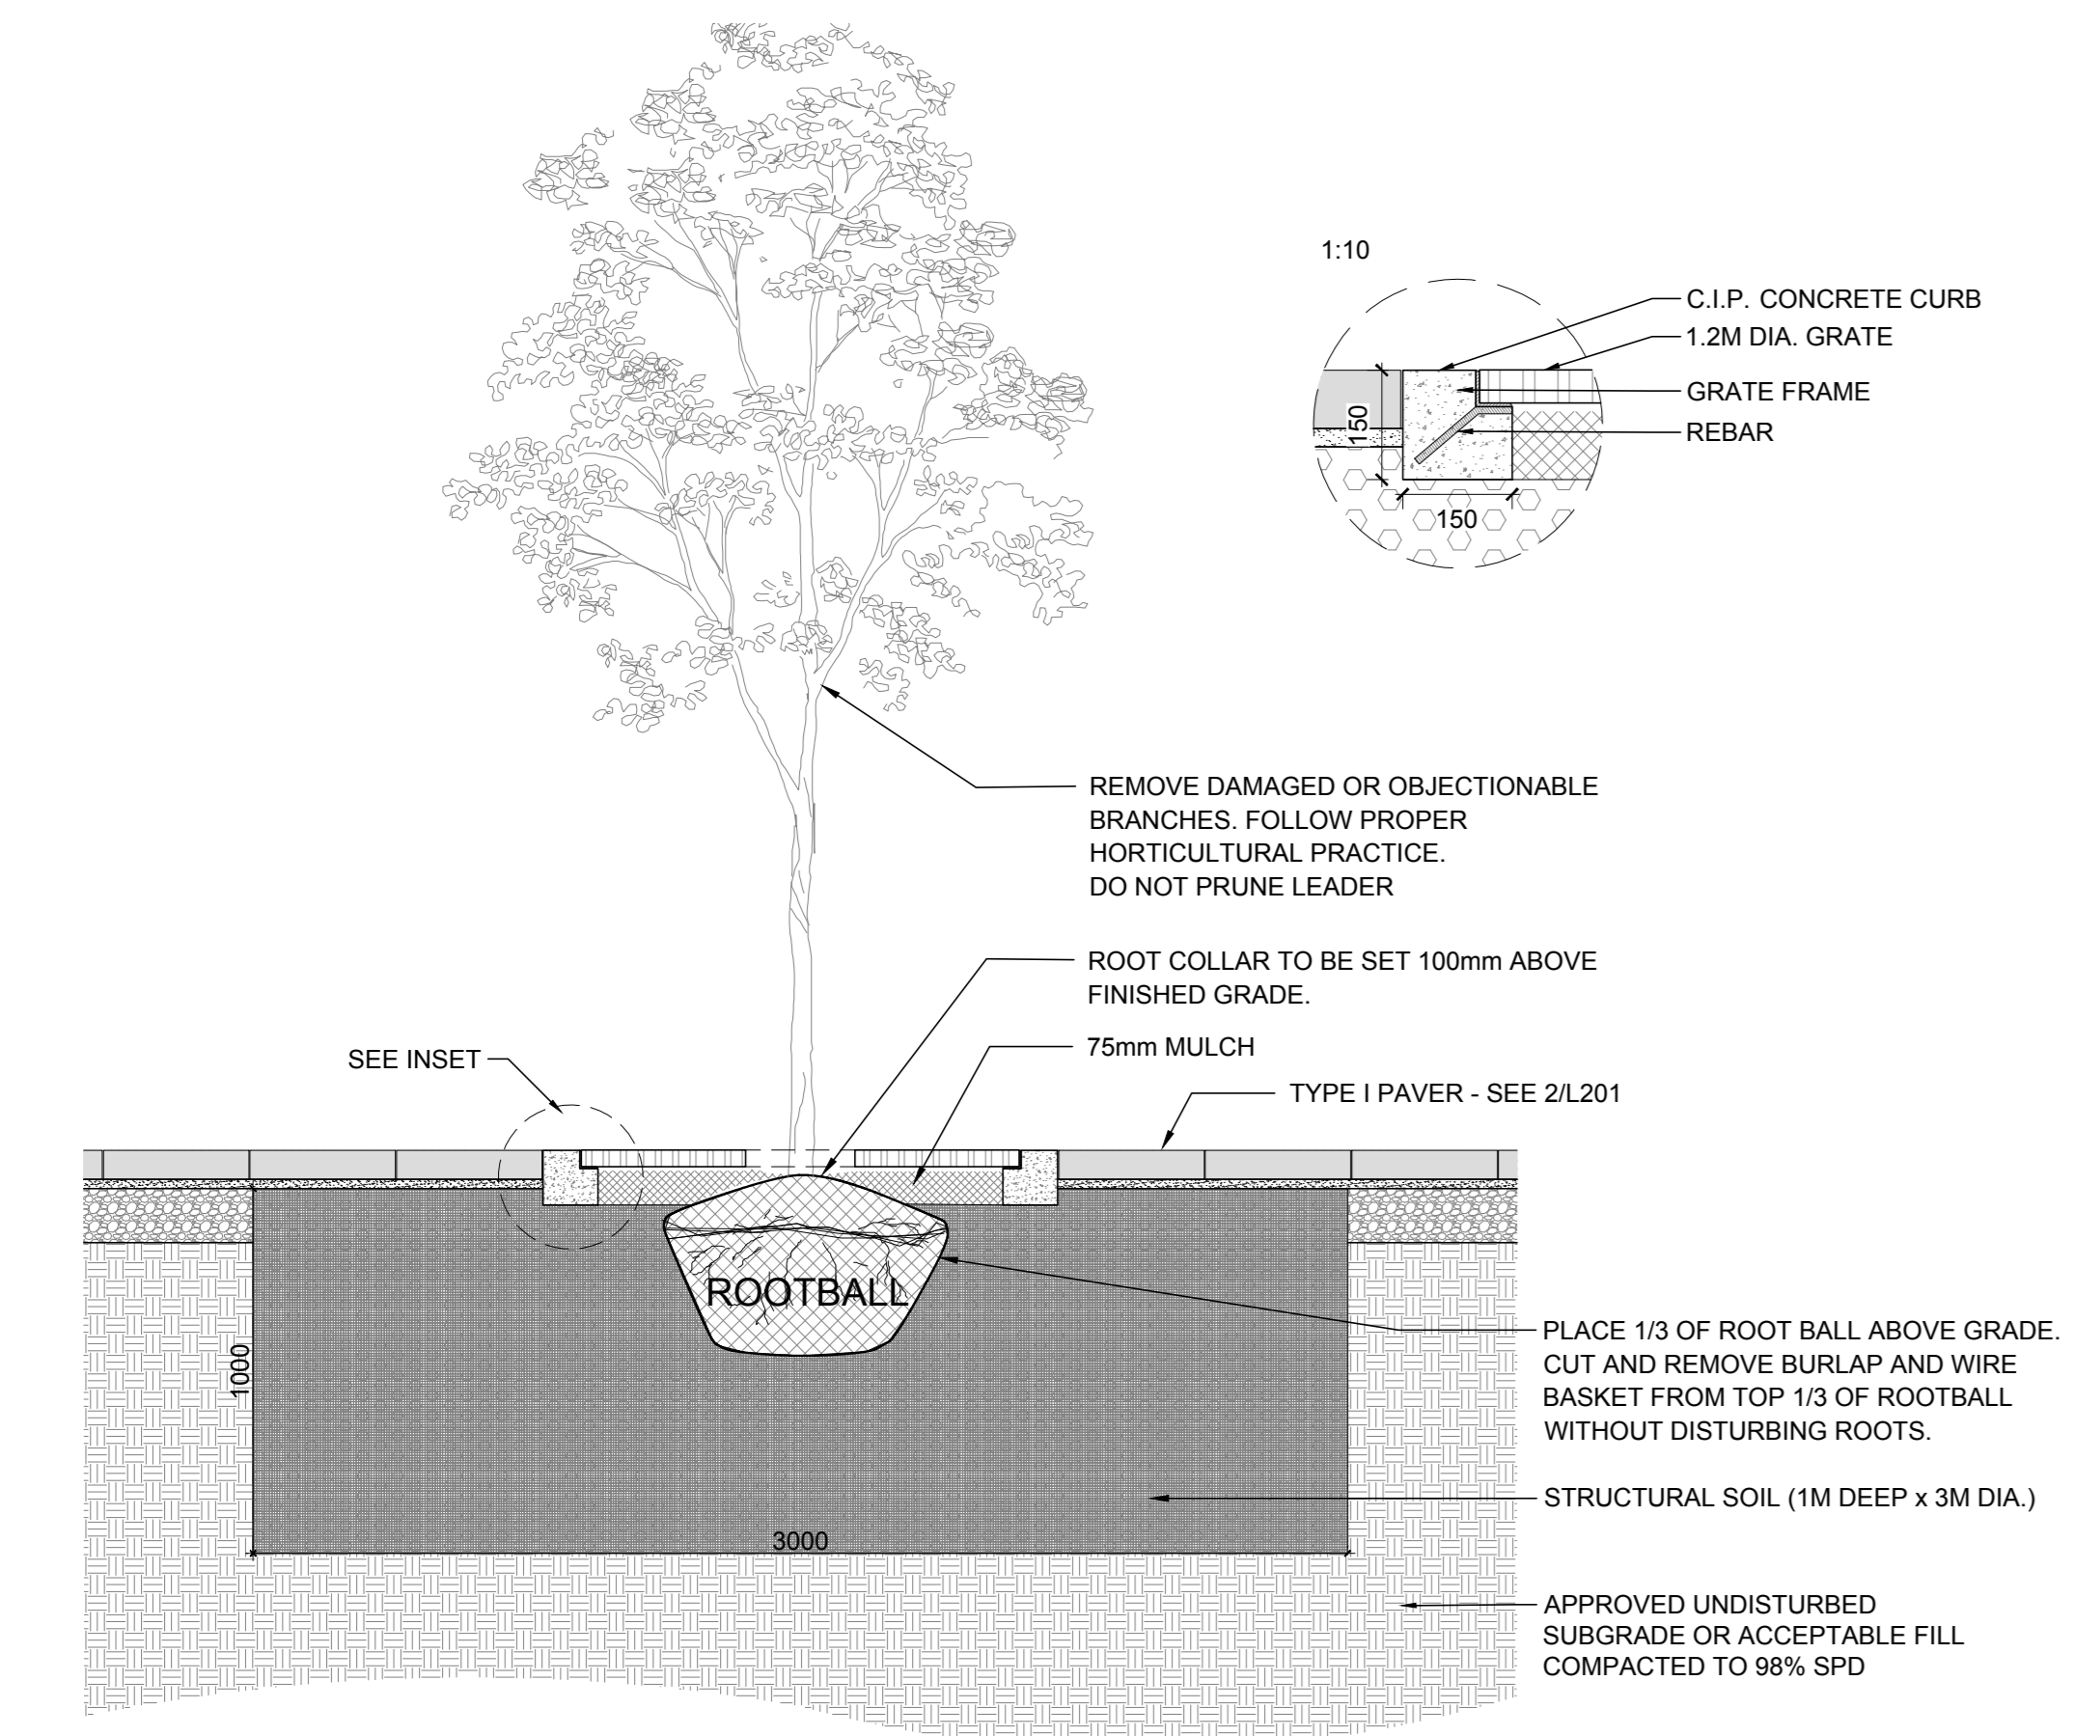 1:10
C.I.P. CONCRETE CURB
1.2M DIA. GRATE
GRATE FRAME
REBAR
150
150
REMOVE DAMAGED OR OBJECTIONABLE
BRANCHES. FOLLOW PROPER
HORTICULTURAL PRACTICE.
DO NOT PRUNE LEADER
ROOT COLLAR TO BE SET 100mm ABOVE
FINISHED GRADE.
SEE INSET
75mm MULCH
TYPE I PAVER - SEE 2/L201
ROOTBALL
PLACE 1/3 OF ROOT BALL ABOVE GRADE.
CUT AND REMOVE BURLAP AND WIRE
BASKET FROM TOP 1/3 OF ROOTBALL
WITHOUT DISTURBING ROOTS.
1000
STRUCTURAL SOIL (1M DEEP x 3M DIA.)
3000
APPROVED UNDISTURBED
SUBGRADE OR ACCEPTABLE FILL
COMPACTED TO 98% SPD